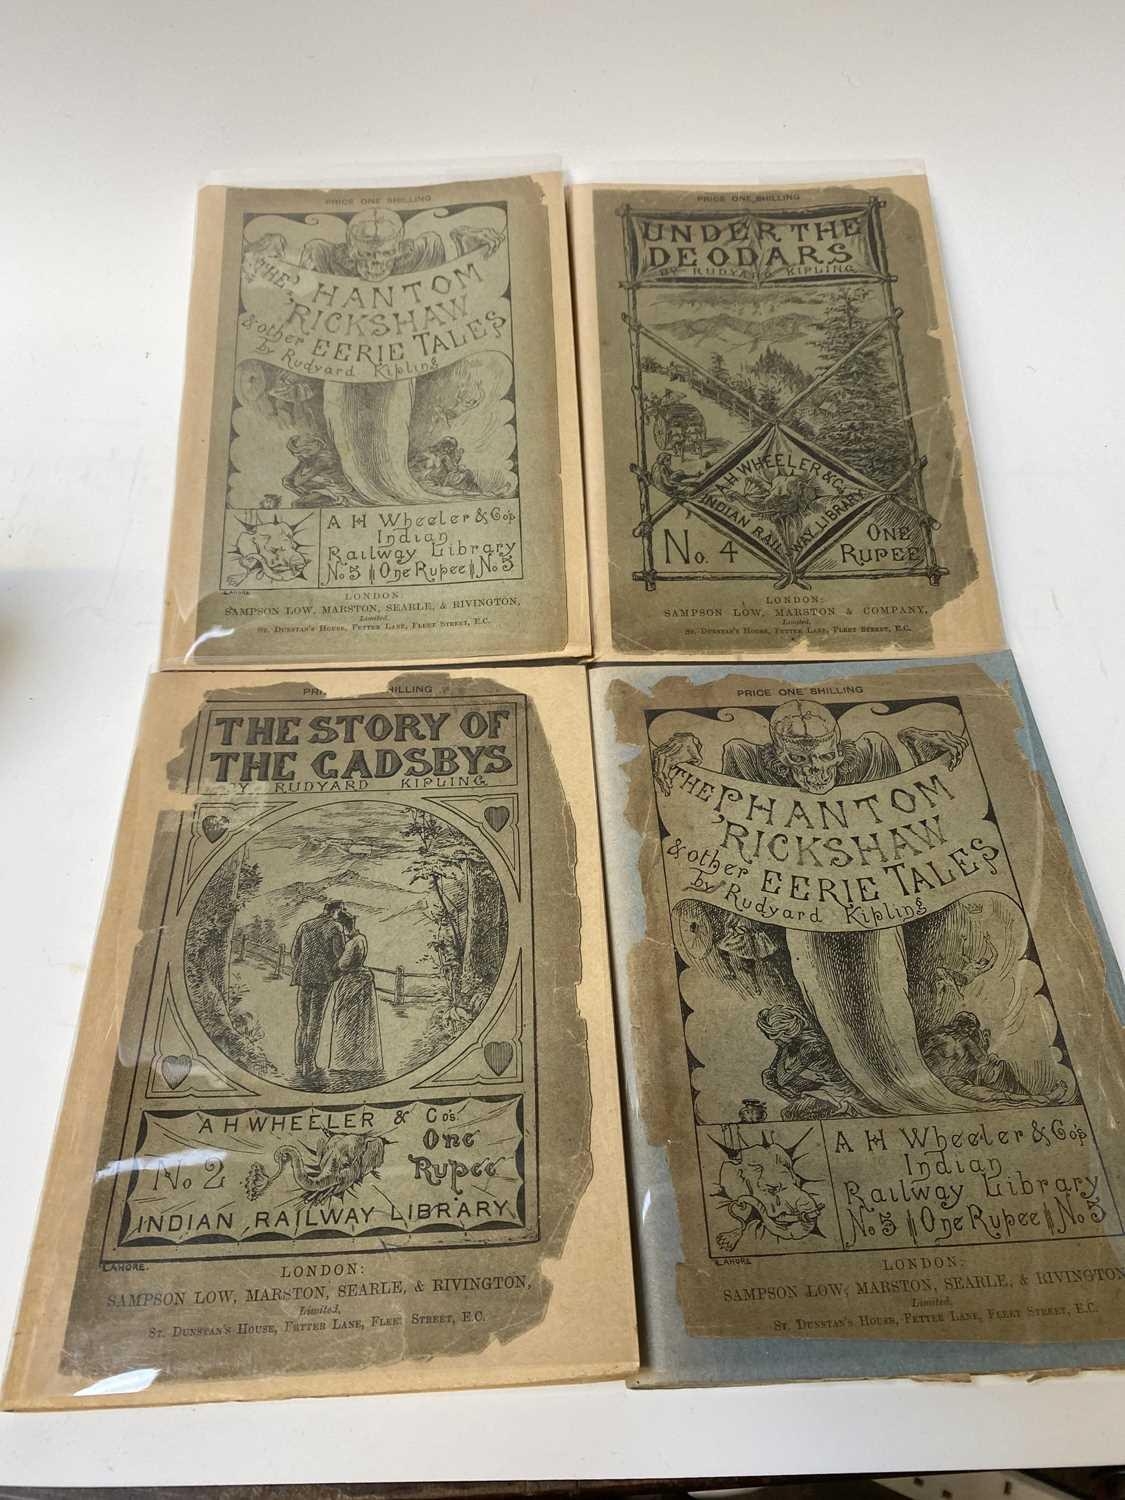 PRICE ONE SHILLING
THE PHANTOM
'RICKSHAW
& other EERIE TALES
by Rudyard Kipling
A H Wheeler & Co's
Indian
Railway Library
No 5 || One Rupee || No 5
LAHORE
LONDON:
SAMPSON LOW, MARSTON, SEARLE, & RIVINGTON,
Limited,
ST. DUNSTAN'S HOUSE, FETTER LANE, FLEET STREET, E.C.
PRICE ONE SHILLING
UNDER THE
DEODARS
BY RUDYARD KIPLING
A H WHEELER & Co's
INDIAN RAILWAY LIBRARY
No. 4
ONE
RUPEE
LONDON:
SAMPSON LOW, MARSTON & COMPANY,
Limited,
ST. DUNSTAN'S HOUSE, FETTER LANE, FLEET STREET, E.C.
PRI HILLING
THE STORY OF
THE GADSBYS
BY RUDYARD KIPLING
A H WHEELER & Co's
No 2
One
Rupee
INDIAN RAILWAY LIBRARY
LAHORE.
LONDON:
SAMPSON LOW, MARSTON, SEARLE, & RIVINGTON,
Limited,
ST. DUNSTAN'S HOUSE, FETTER LANE, FLEET STREET, E.C.
PRICE ONE SHILLING
THE PHANTOM
'RICKSHAW
& other EERIE TALES
by Rudyard Kipling
A H Wheeler & Co's
Indian
Railway Library
No 5 || One Rupee || No 5
LAHORE
LONDON:
SAMPSON LOW, MARSTON, SEARLE, & RIVINGTON
Limited,
ST. DUNSTAN'S HOUSE, FETTER LANE, FLEET STREET, E.C.